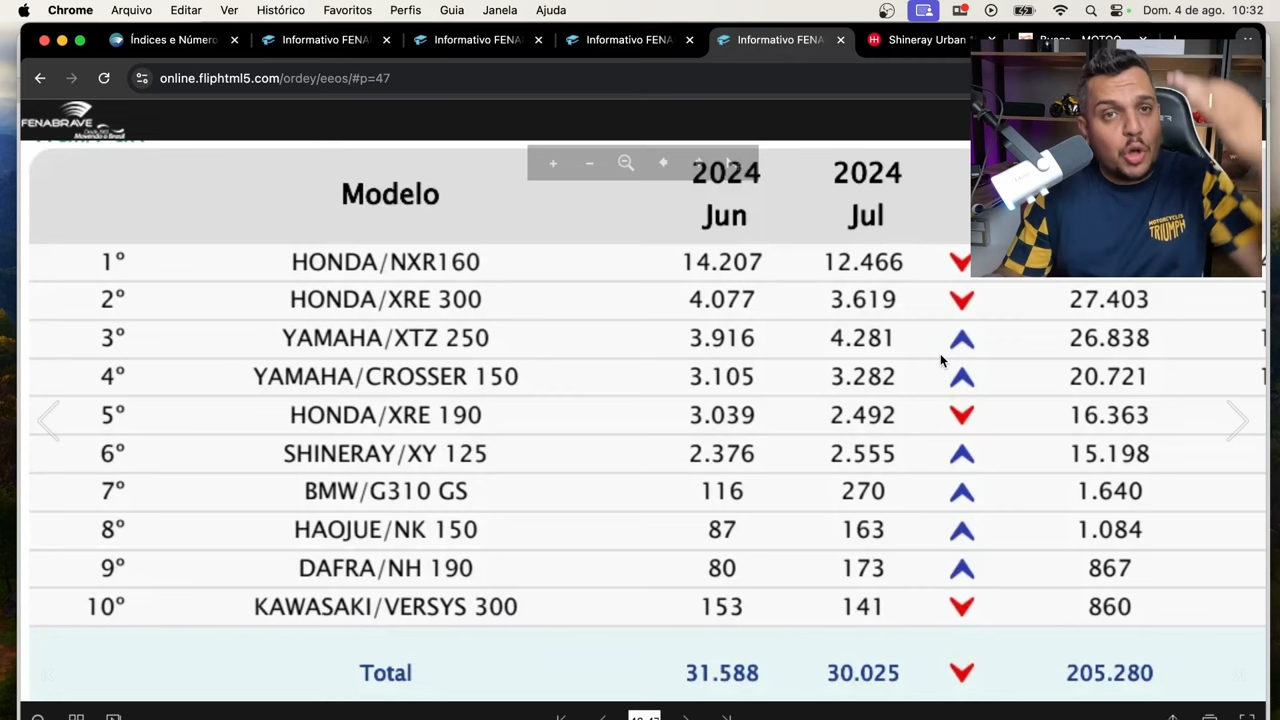 Chrome Arquivo Editar Ver Histórico Favoritos Perfis Guia Janela Ajuda Dom. 4 de ago. 10:32
Índices e Número Informativo FENA Informativo FENA Informativo FENA Informativo FENA Shineray Urban
online.fliphtml5.com/ordey/eeos/#p=47
FENABRAVE
Movendo o Brasil
MOTORCYCLES
TRIUMPH
Modelo 2024 Jun 2024 Jul
1º HONDA/NXR160 14.207 12.466
2º HONDA/XRE 300 4.077 3.619 27.403
3º YAMAHA/XTZ 250 3.916 4.281 26.838
4º YAMAHA/CROSSER 150 3.105 3.282 20.721
5º HONDA/XRE 190 3.039 2.492 16.363
6º SHINERAY/XY 125 2.376 2.555 15.198
7º BMW/G310 GS 116 270 1.640
8º HAOJUE/NK 150 87 163 1.084
9º DAFRA/NH 190 80 173 867
10º KAWASAKI/VERSYS 300 153 141 860
Total 31.588 30.025 205.280